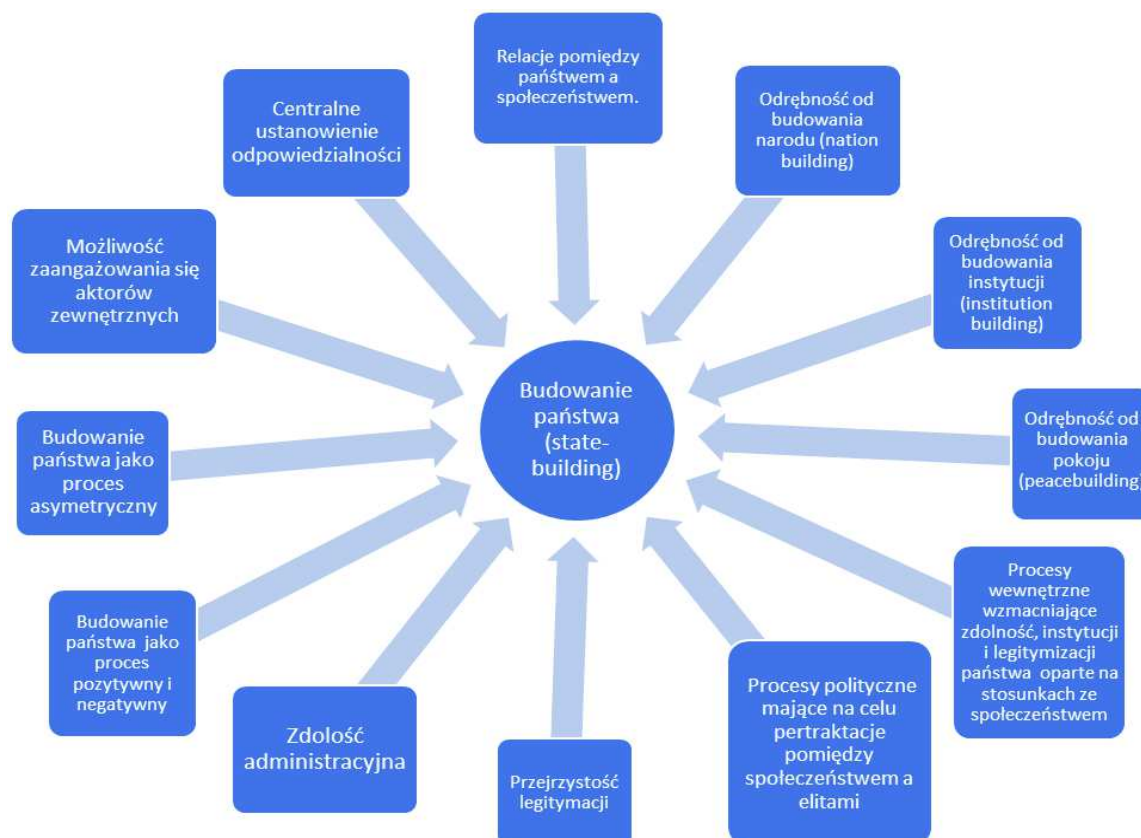 Relacje pomiędzy
pańśtwem a
społeczeństwem.
Odrębność od
budowania
narodu (nation
building)
Odrębność od
budowania
instytucji
(institution
building)
Odrębność od
budowania
pokoju
(peacebuilding)
Procesy
wewnętrzne
wzmacniające
zdolność, instytucji
i legitymizacji
państwa oparte na
stosunkach ze
społeczeństwem
Procesy polityczne
mające na celu
pertraktacje
pomiędzy
społeczeństwem a
elitami
Przejrzystość
legitymacji
Zdolość
administracyjna
Budowanie
państwa jako
proces
pozytywny i
negatywny
Budowanie
państwa jako
proces
asymetryczny
Możliwość
zaangażowania się
aktorów
zewnętrznych
Centralne
ustanowienie
odpowiedzialności
Budowanie
państwa
(state-
building)